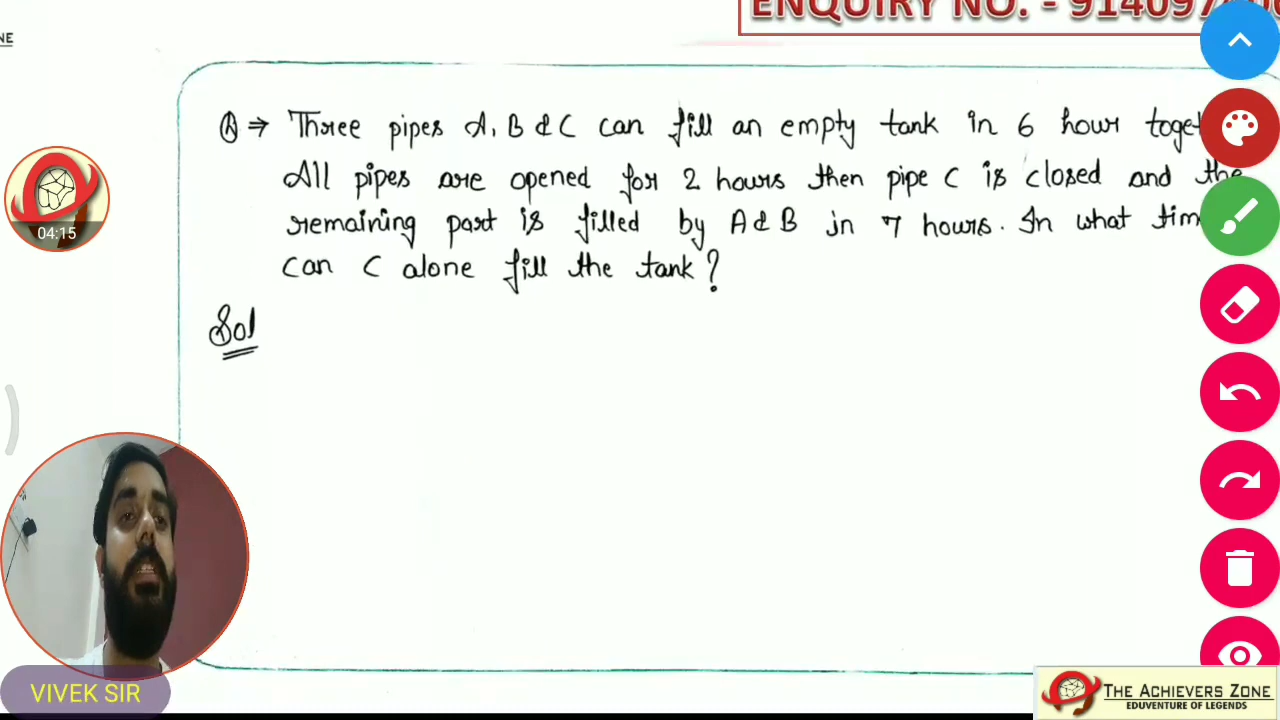 ENQUIRY NO. - 914097
NE
Q ⇒ Three pipes A, B & C can fill an empty tank in 6 hour toget
All pipes are opened for 2 hours then pipe C is closed and the
remaining part is filled by A & B in 7 hours. In what tim
can C alone fill the tank?
Sol
04:15
VIVEK SIR
THE ACHIEVERS ZONE
EDUVENTURE OF LEGENDS